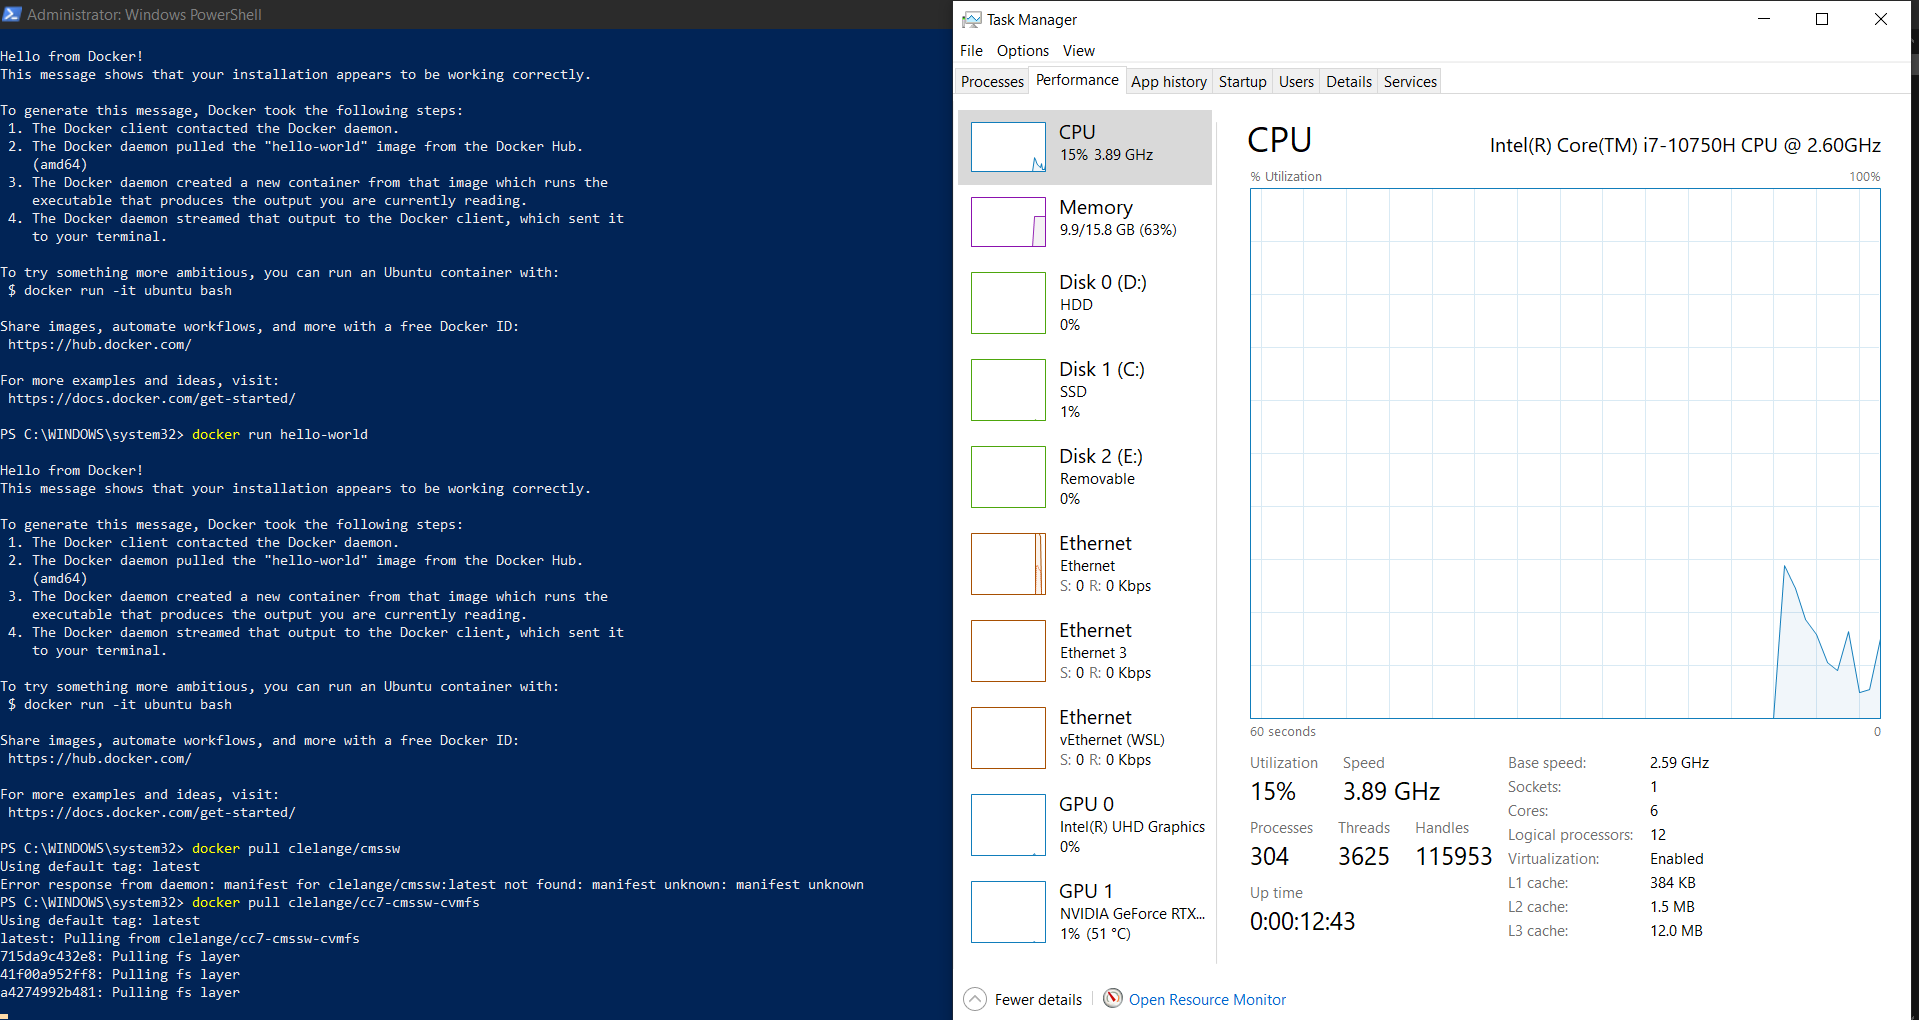 Administrator: Windows PowerShell
Hello from Docker!
This message shows that your installation appears to be working correctly.
To generate this message, Docker took the following steps:
1. The Docker client contacted the Docker daemon.
2. The Docker daemon pulled the "hello-world" image from the Docker Hub.
(amd64)
3. The Docker daemon created a new container from that image which runs the
executable that produces the output you are currently reading.
4. The Docker daemon streamed that output to the Docker client, which sent it
to your terminal.
To try something more ambitious, you can run an Ubuntu container with:
$ docker run -it ubuntu bash
Share images, automate workflows, and more with a free Docker ID:
https://hub.docker.com/
For more examples and ideas, visit:
https://docs.docker.com/get-started/
PS C:\WINDOWS\system32> docker run hello-world
Hello from Docker!
This message shows that your installation appears to be working correctly.
To generate this message, Docker took the following steps:
1. The Docker client contacted the Docker daemon.
2. The Docker daemon pulled the "hello-world" image from the Docker Hub.
(amd64)
3. The Docker daemon created a new container from that image which runs the
executable that produces the output you are currently reading.
4. The Docker daemon streamed that output to the Docker client, which sent it
to your terminal.
To try something more ambitious, you can run an Ubuntu container with:
$ docker run -it ubuntu bash
Share images, automate workflows, and more with a free Docker ID:
https://hub.docker.com/
For more examples and ideas, visit:
https://docs.docker.com/get-started/
PS C:\WINDOWS\system32> docker pull clelange/cmssw
Using default tag: latest
Error response from daemon: manifest for clelange/cmssw:latest not found: manifest unknown: manifest unknown
PS C:\WINDOWS\system32> docker pull clelange/cc7-cmssw-cvmfs
Using default tag: latest
latest: Pulling from clelange/cc7-cmssw-cvmfs
715da9c432e8: Pulling fs layer
41f00a952ff8: Pulling fs layer
a4274992b481: Pulling fs layer
Task Manager
File Options View
Processes Performance App history Startup Users Details Services
CPU
15% 3.89 GHz
Memory
9.9/15.8 GB (63%)
Disk 0 (D:)
HDD
0%
Disk 1 (C:)
SSD
1%
Disk 2 (E:)
Removable
0%
Ethernet
Ethernet
S: 0 R: 0 Kbps
Ethernet
Ethernet 3
S: 0 R: 0 Kbps
Ethernet
vEthernet (WSL)
S: 0 R: 0 Kbps
GPU 0
Intel(R) UHD Graphics
0%
GPU 1
NVIDIA GeForce RTX...
1% (51 °C)
CPU Intel(R) Core(TM) i7-10750H CPU @ 2.60GHz
% Utilization 100%
60 seconds 0
Utilization Speed
15% 3.89 GHz
Processes Threads Handles
304 3625 115953
Up time
0:00:12:43
Base speed: 2.59 GHz
Sockets: 1
Cores: 6
Logical processors: 12
Virtualization: Enabled
L1 cache: 384 KB
L2 cache: 1.5 MB
L3 cache: 12.0 MB
Fewer details Open Resource Monitor